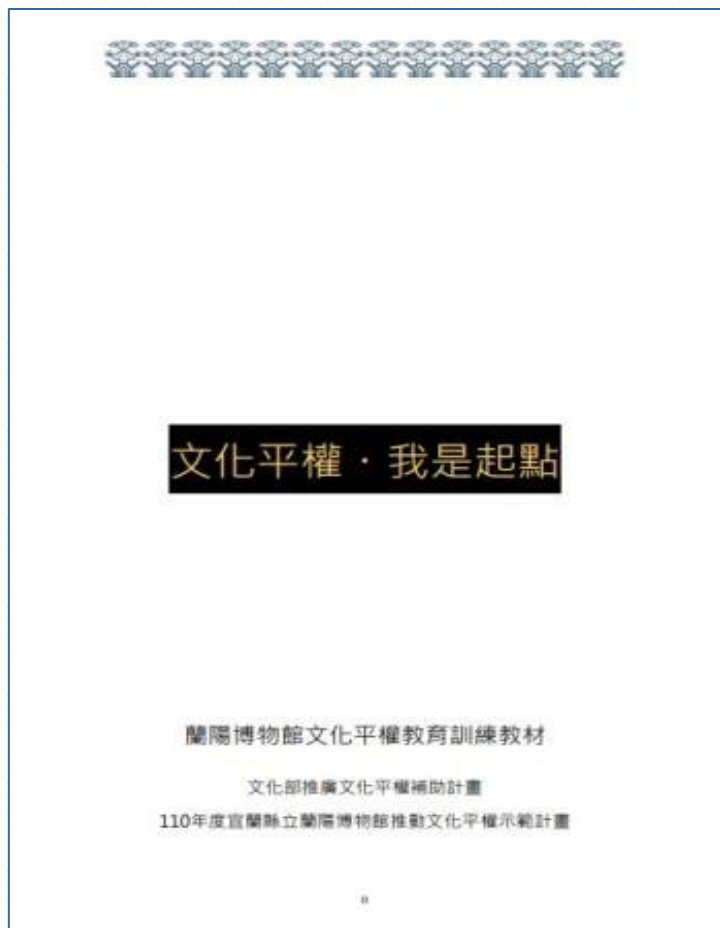 文化平權．我是起點
蘭陽博物館文化平權教育訓練教材
文化部推廣文化平權補助計畫
110年度宜蘭縣立蘭陽博物館推動文化平權示範計畫